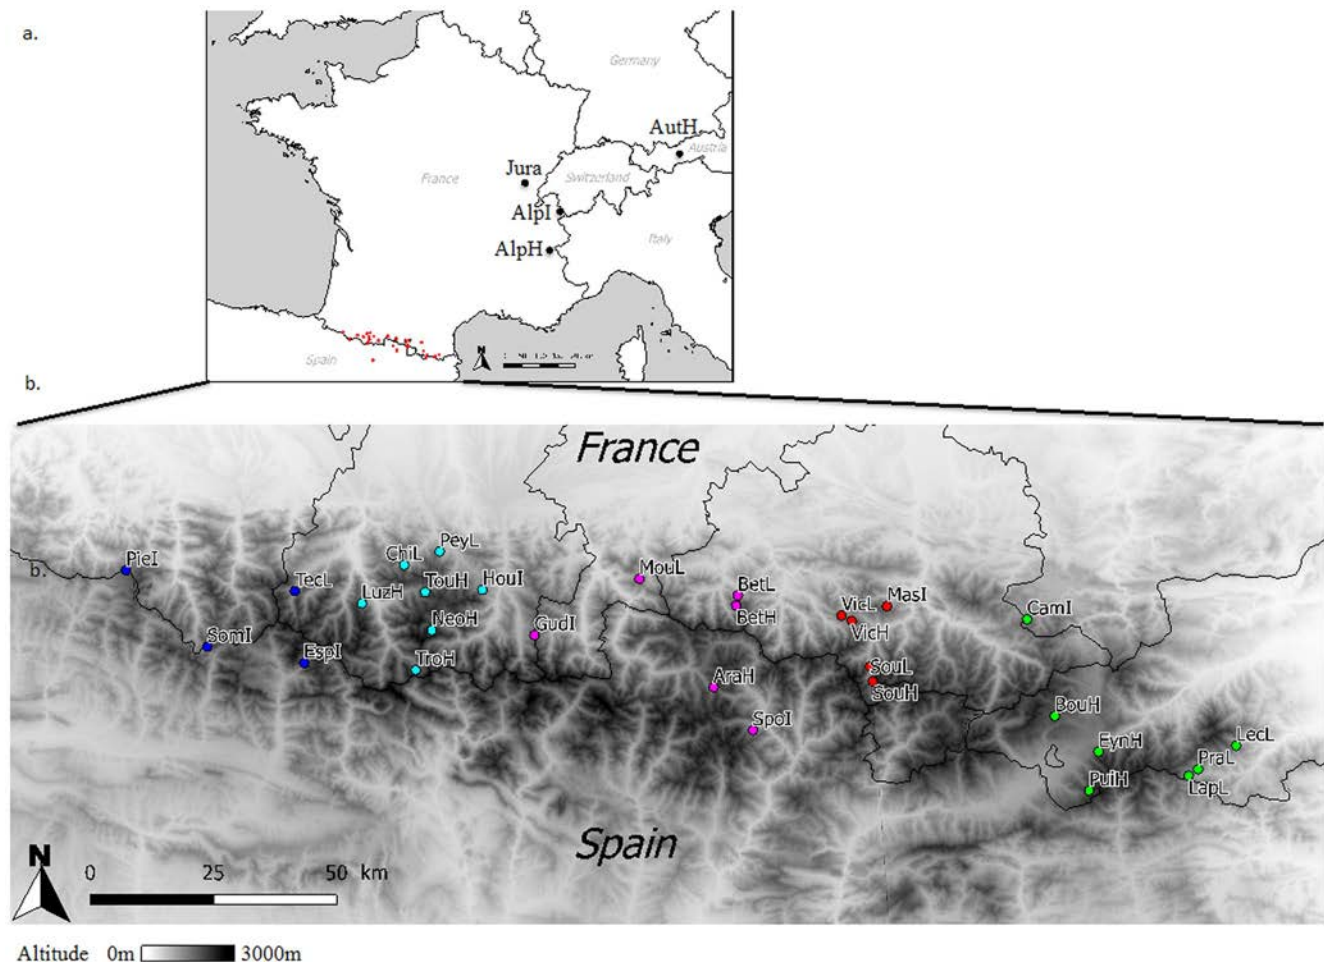 a.
Germany
AutH
Austria
Jura
France
Switzerland
AlpI
AlpH
Italy
Spain
N
b.
France
PieI
b.
TecL
ChiL
PeyL
LuzH
TouH
HouI
MouL
BetL
BetH
VicL
MasI
VicH
CamI
SomI
EspI
NeoH
GudI
TroH
AraH
SouL
SouH
SpoI
BouH
EynH
LecL
PraL
PuiH
LapL
Spain
N
0 25 50 km
Altitude 0m 3000m